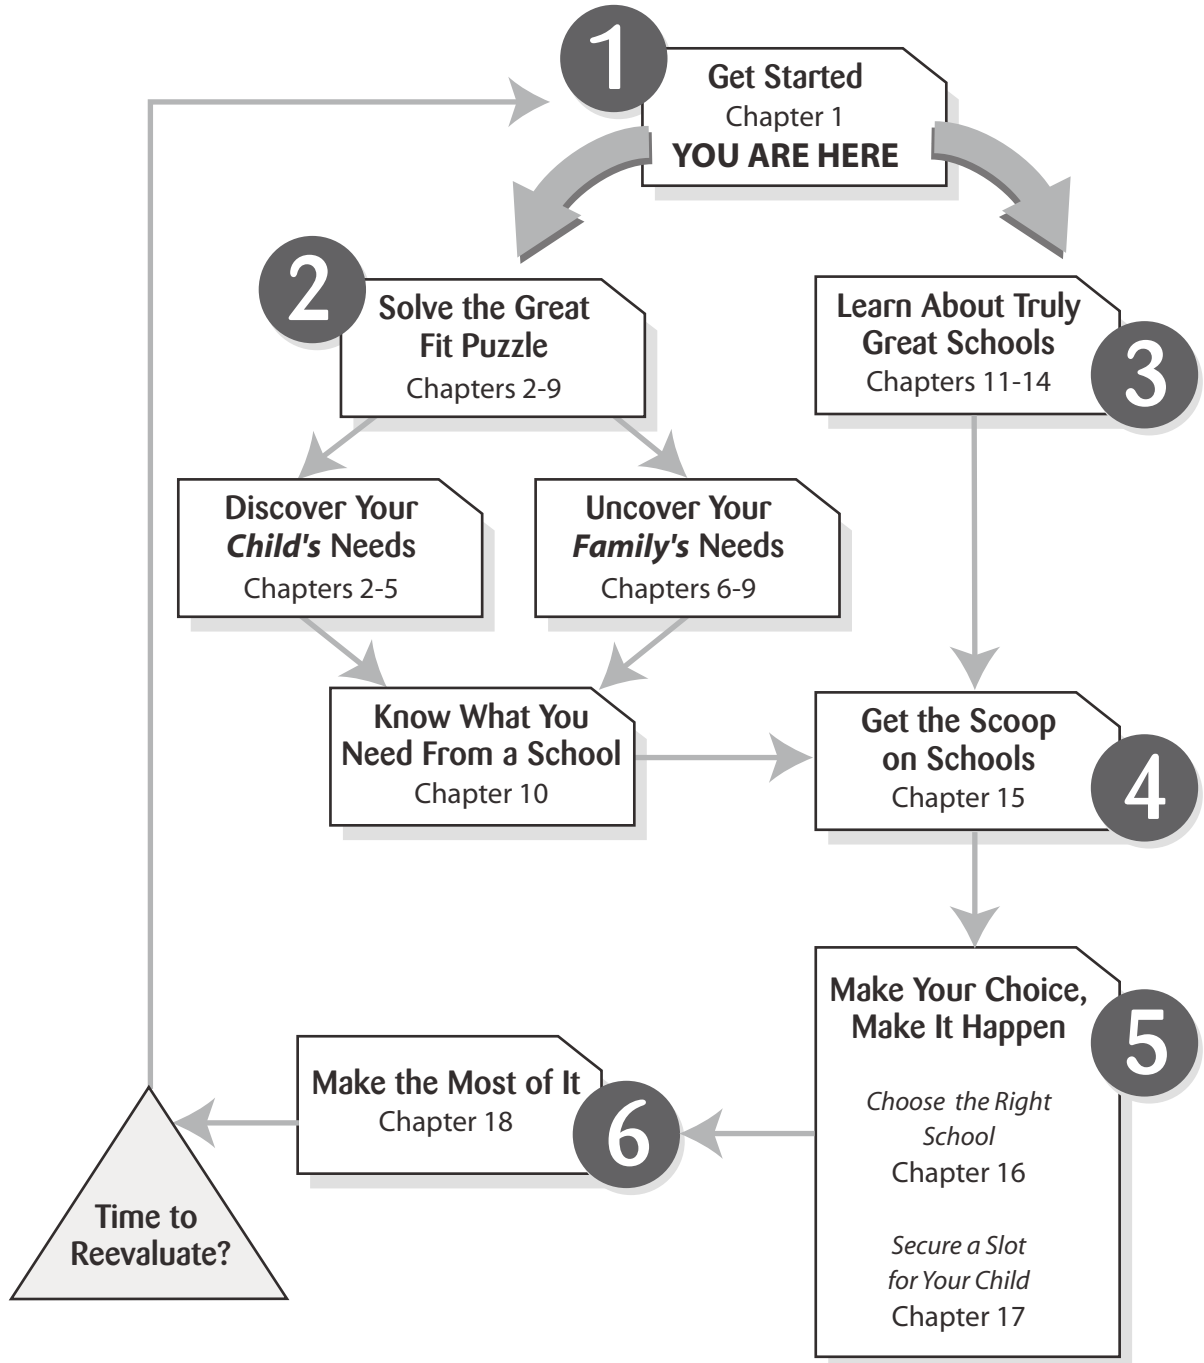 1
Get Started
Chapter 1
YOU ARE HERE
2
Solve the Great
Fit Puzzle
Chapters 2-9
Learn About Truly
Great Schools
Chapters 11-14
3
Discover Your
Child's Needs
Chapters 2-5
Uncover Your
Family's Needs
Chapters 6-9
Know What You
Need From a School
Chapter 10
Get the Scoop
on Schools
Chapter 15
4
Make Your Choice,
Make It Happen
5
Choose the Right
School
Chapter 16
Secure a Slot
for Your Child
Chapter 17
Make the Most of It
Chapter 18
6
Time to
Reevaluate?